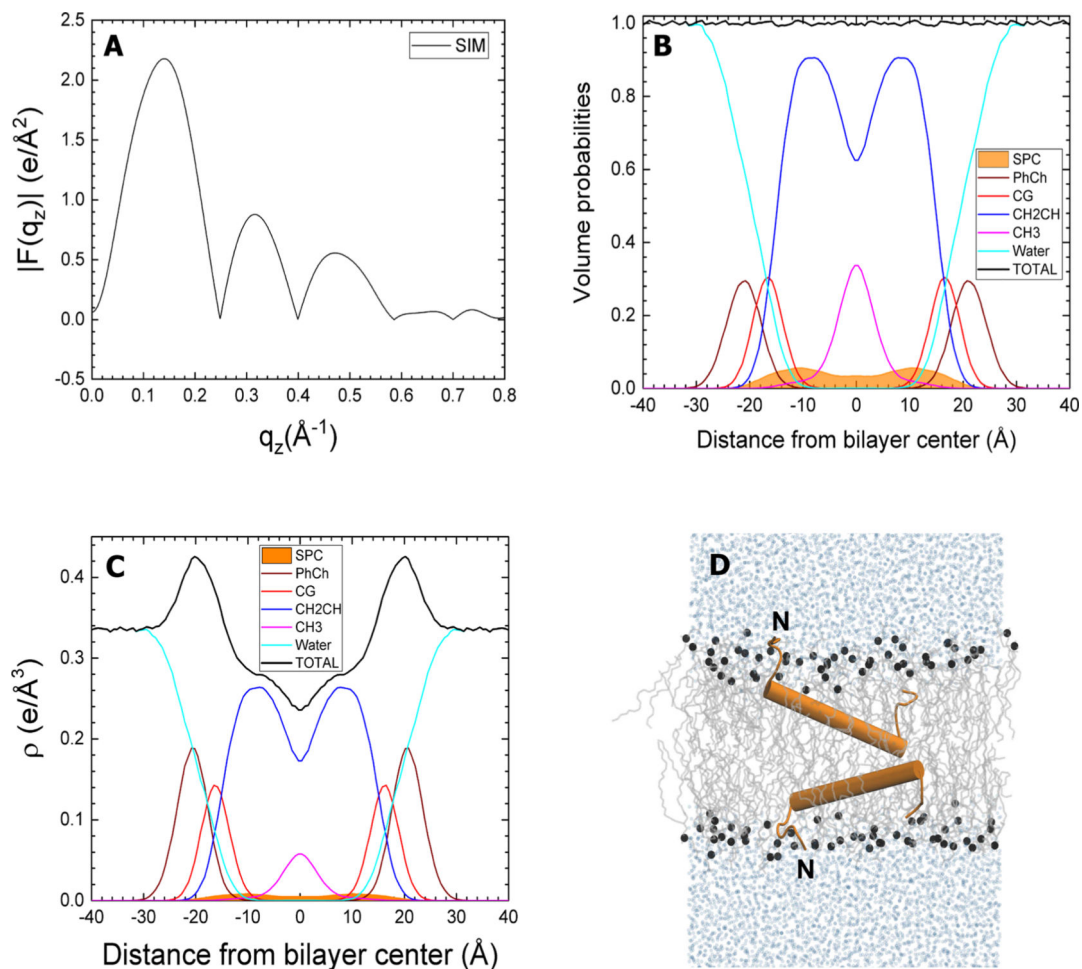 A
SIM
2.5
2.0
1.5
1.0
0.5
0.0
-0.5
|F(q_z)| (e/Å²)
0.0 0.1 0.2 0.3 0.4 0.5 0.6 0.7 0.8
q_z(Å⁻¹)
B
1.0
0.8
0.6
0.4
0.2
0.0
Volume probabilities
SPC
PhCh
CG
CH2CH
CH3
Water
TOTAL
-40 -30 -20 -10 0 10 20 30 40
Distance from bilayer center (Å)
C
0.4
0.3
0.2
0.1
0.0
ρ (e/Å³)
SPC
PhCh
CG
CH2CH
CH3
Water
TOTAL
-40 -30 -20 -10 0 10 20 30 40
Distance from bilayer center (Å)
D
N
N